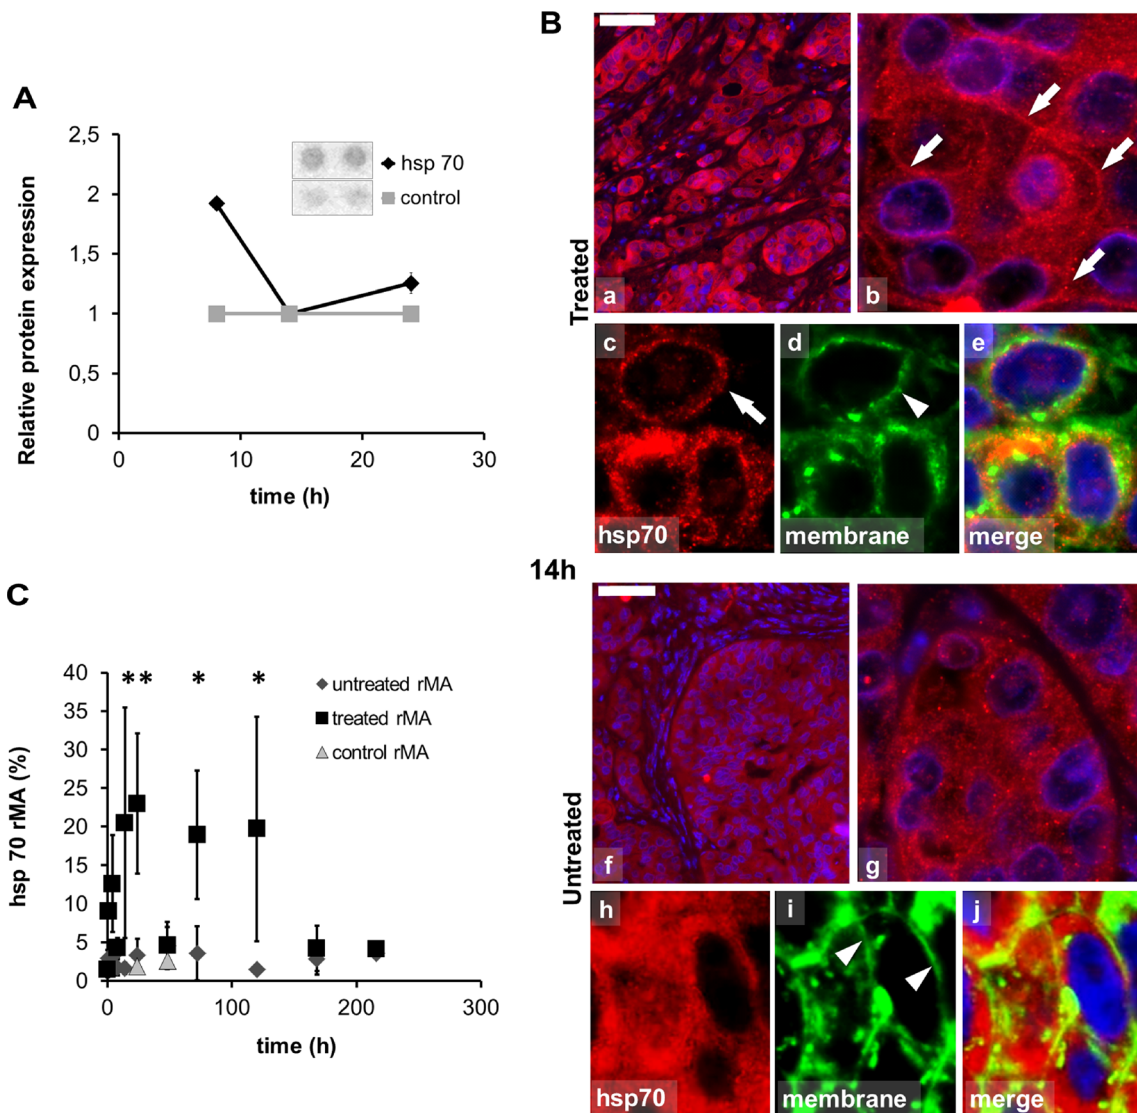 A
Relative protein expression
2,5
2
1,5
1
0,5
0
0
10
20
30
time (h)
hsp 70
control
B
Treated
a
b
c
d
e
hsp70
membrane
merge
14h
Untreated
f
g
h
i
j
hsp70
membrane
merge
C
hsp 70 rMA (%)
40
35
30
25
20
15
10
5
0
0
100
200
300
time (h)
** * *
untreated rMA
treated rMA
control rMA